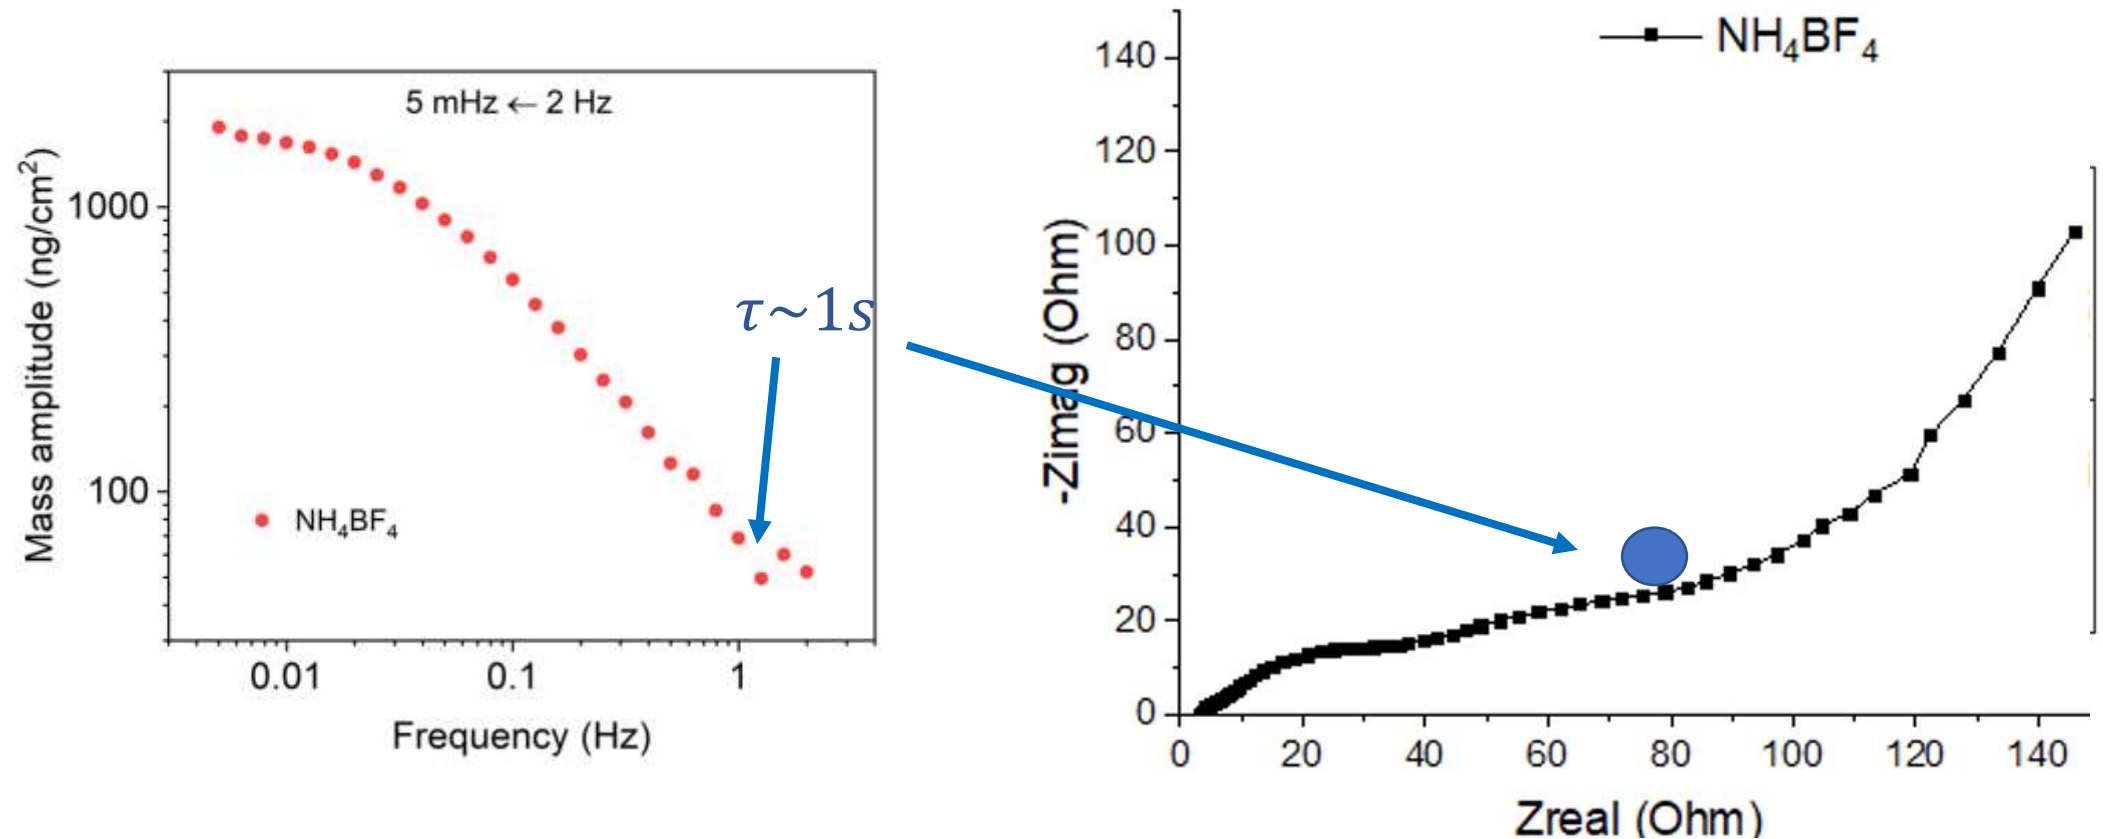 5 mHz ← 2 Hz
Mass amplitude (ng/cm²)
1000
100
NH₄BF₄
0.01
0.1
1
Frequency (Hz)
τ~1s
NH₄BF₄
-Zimag (Ohm)
140
120
100
80
60
40
20
0
0 20 40 60 80 100 120 140
Zreal (Ohm)